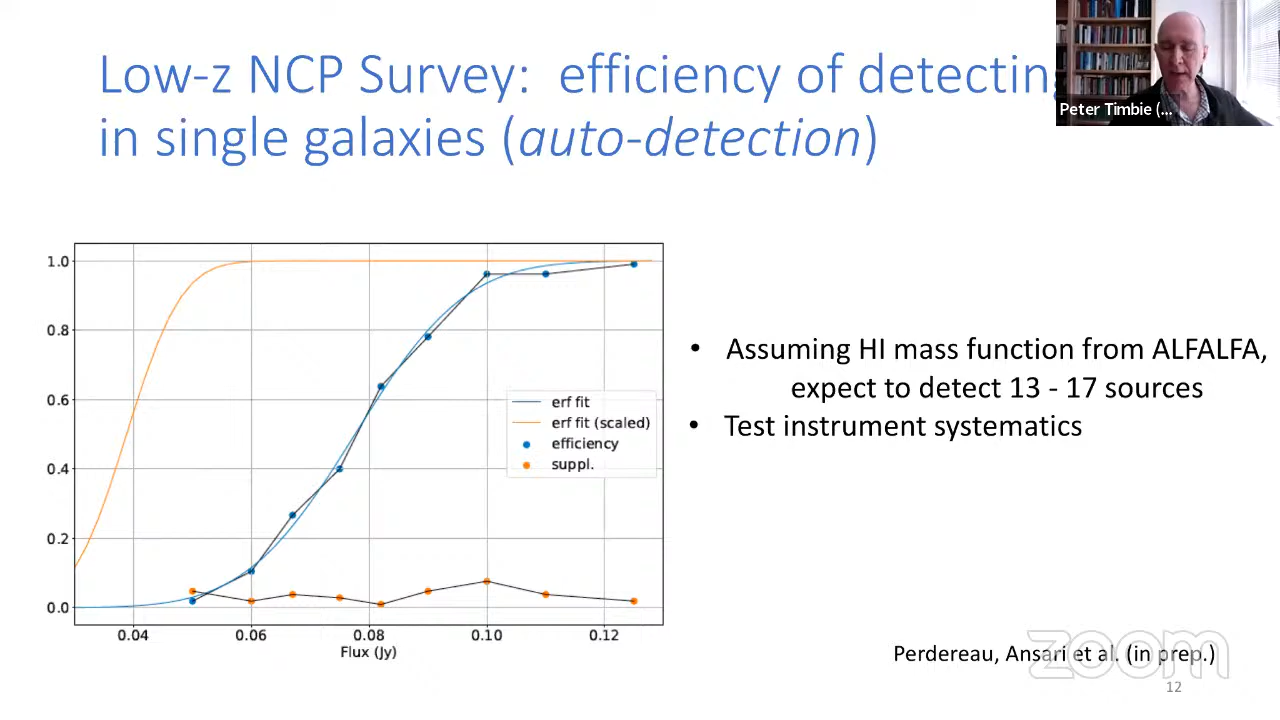 Low-z NCP Survey: efficiency of detecting
in single galaxies (auto-detection)
Peter Timbie (...
1.0
0.8
0.6
0.4
0.2
0.0
0.04 0.06 0.08 0.10 0.12
Flux (Jy)
erf fit
erf fit (scaled)
efficiency
suppl.
• Assuming HI mass function from ALFALFA,
expect to detect 13 - 17 sources
• Test instrument systematics
Perdereau, Ansari et al. (in prep.)
zoom
12